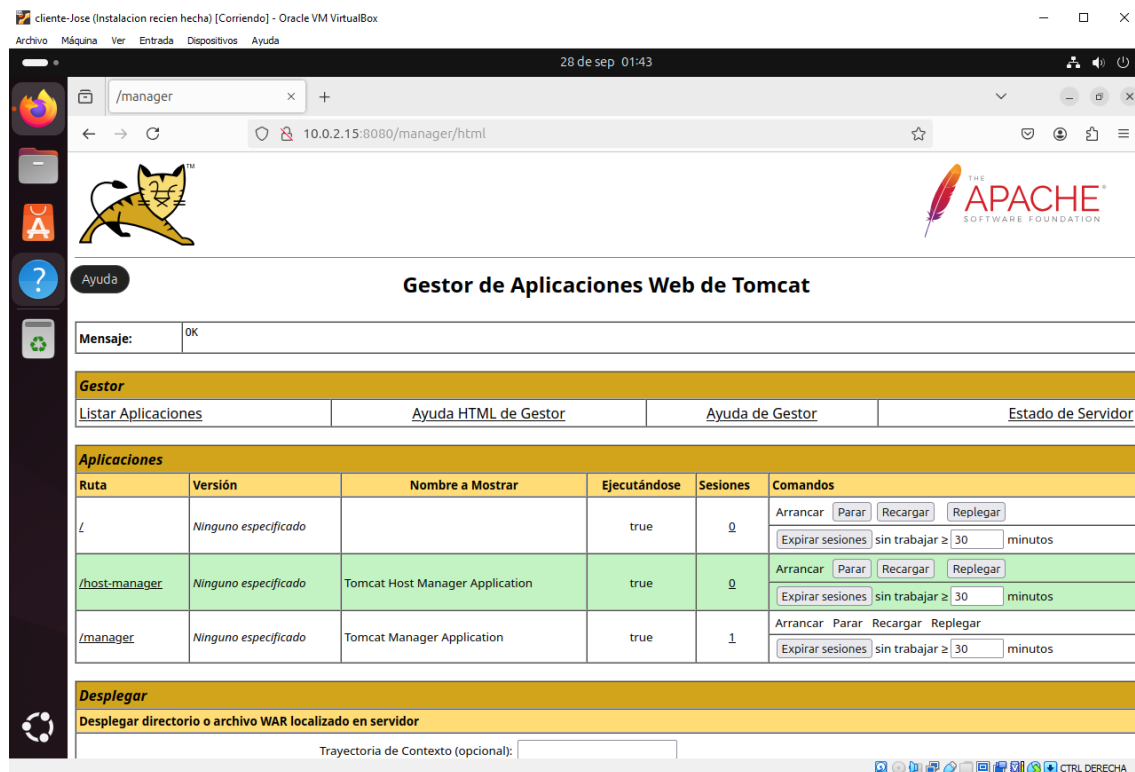 cliente-Jose (Instalacion recien hecha) [Corriendo] - Oracle VM VirtualBox
Archivo Máquina Ver Entrada Dispositivos Ayuda
28 de sep 01:43
/manager
10.0.2.15:8080/manager/html
TM
THE
APACHE
SOFTWARE FOUNDATION
Ayuda
Gestor de Aplicaciones Web de Tomcat
Mensaje: OK
Gestor
Listar Aplicaciones Ayuda HTML de Gestor Ayuda de Gestor Estado de Servidor
Aplicaciones
Ruta Versión Nombre a Mostrar Ejecutándose Sesiones Comandos
/ Ninguno especificado true 0 Arrancar Parar Recargar Replegar
Expirar sesiones sin trabajar ≥ 30 minutos
/host-manager Ninguno especificado Tomcat Host Manager Application true 0 Arrancar Parar Recargar Replegar
Expirar sesiones sin trabajar ≥ 30 minutos
/manager Ninguno especificado Tomcat Manager Application true 1 Arrancar Parar Recargar Replegar
Expirar sesiones sin trabajar ≥ 30 minutos
Desplegar
Desplegar directorio o archivo WAR localizado en servidor
Trayectoria de Contexto (opcional):
CTRL DERECHA